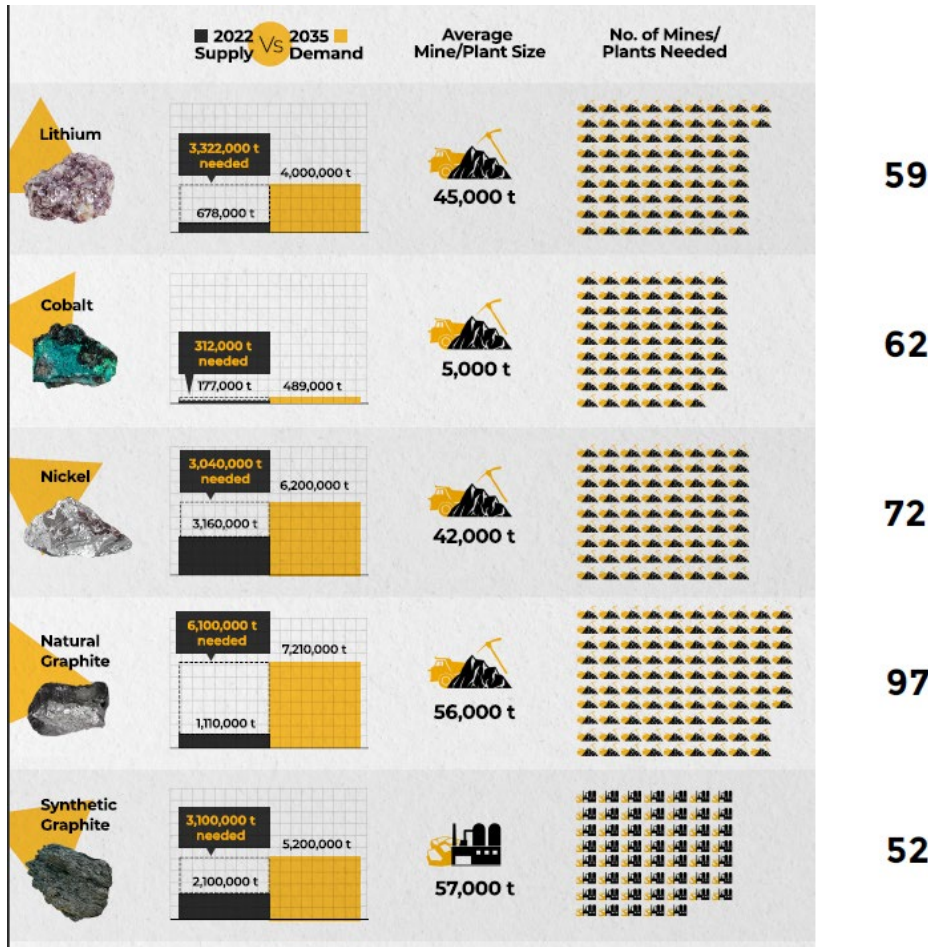 2022 Vs 2035
Supply Demand
Average
Mine/Plant Size
No. of Mines/
Plants Needed
Lithium
3,322,000 t
needed
4,000,000 t
678,000 t
45,000 t
59
Cobalt
312,000 t
needed
177,000 t
489,000 t
5,000 t
62
Nickel
3,040,000 t
needed
6,200,000 t
3,160,000 t
42,000 t
72
Natural
Graphite
6,100,000 t
needed
7,210,000 t
1,110,000 t
56,000 t
97
Synthetic
Graphite
3,100,000 t
needed
5,200,000 t
2,100,000 t
57,000 t
52